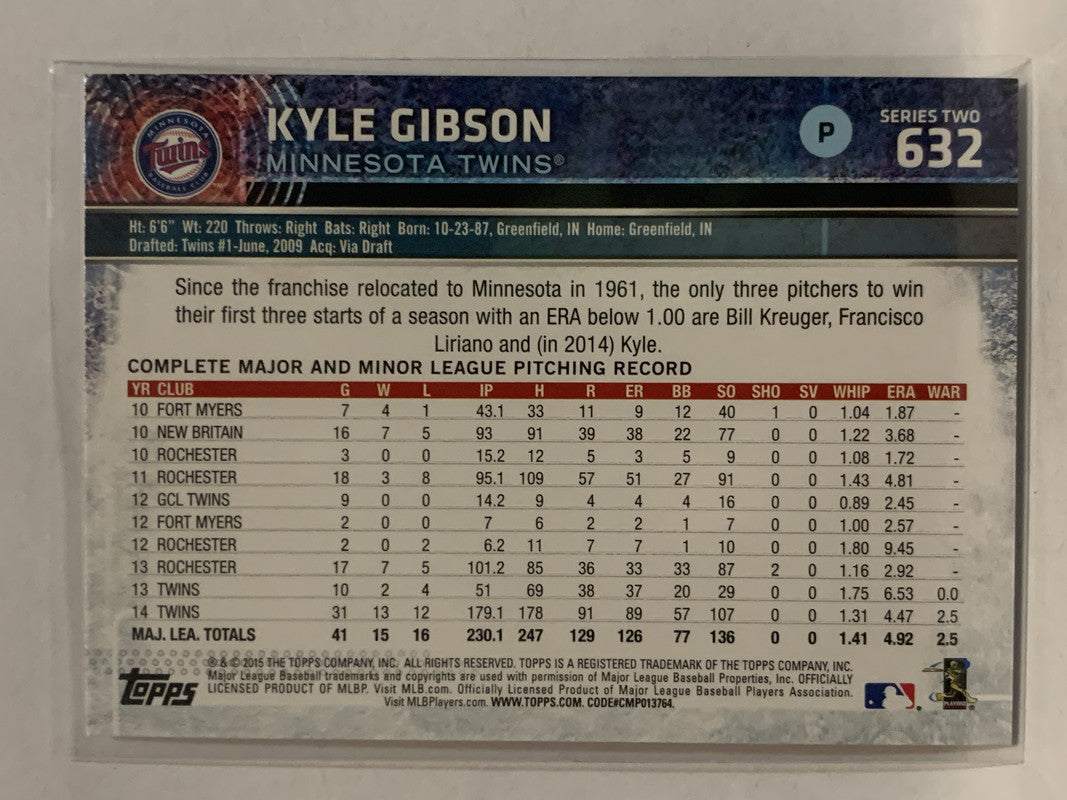 KYLE GIBSON
MINNESOTA TWINS®
P
SERIES TWO
632
MINNESOTA
Twins
BASEBALL CLUB
Ht: 6'6" Wt: 220 Throws: Right Bats: Right Born: 10-23-87, Greenfield, IN Home: Greenfield, IN
Drafted: Twins #1-June, 2009 Acq: Via Draft
Since the franchise relocated to Minnesota in 1961, the only three pitchers to win
their first three starts of a season with an ERA below 1.00 are Bill Kreuger, Francisco
Liriano and (in 2014) Kyle.
COMPLETE MAJOR AND MINOR LEAGUE PITCHING RECORD
YR CLUB G W L IP H R ER BB SO SHO SV WHIP ERA WAR
10 FORT MYERS 7 4 1 43.1 33 11 9 12 40 1 0 1.04 1.87 -
10 NEW BRITAIN 16 7 5 93 91 39 38 22 77 0 0 1.22 3.68 -
10 ROCHESTER 3 0 0 15.2 12 5 3 5 9 0 0 1.08 1.72 -
11 ROCHESTER 18 3 8 95.1 109 57 51 27 91 0 0 1.43 4.81 -
12 GCL TWINS 9 0 0 14.2 9 4 4 4 16 0 0 0.89 2.45 -
12 FORT MYERS 2 0 0 7 6 2 2 1 7 0 0 1.00 2.57 -
12 ROCHESTER 2 0 2 6.2 11 7 7 1 10 0 0 1.80 9.45 -
13 ROCHESTER 17 7 5 101.2 85 36 33 33 87 2 0 1.16 2.92 -
13 TWINS 10 2 4 51 69 38 37 20 29 0 0 1.75 6.53 0.0
14 TWINS 31 13 12 179.1 178 91 89 57 107 0 0 1.31 4.47 2.5
MAJ. LEA. TOTALS 41 15 16 230.1 247 129 126 77 136 0 0 1.41 4.92 2.5
® & © 2015 THE TOPPS COMPANY, INC. ALL RIGHTS RESERVED. TOPPS IS A REGISTERED TRADEMARK OF THE TOPPS COMPANY, INC.
Major League Baseball trademarks and copyrights are used with permission of Major League Baseball Properties, Inc. OFFICIALLY
LICENSED PRODUCT OF MLBP. Visit MLB.com. Officially Licensed Product of Major League Baseball Players Association.
Visit MLBPlayers.com. WWW.TOPPS.COM. CODE#CMP013764.
topps
PLAYERS